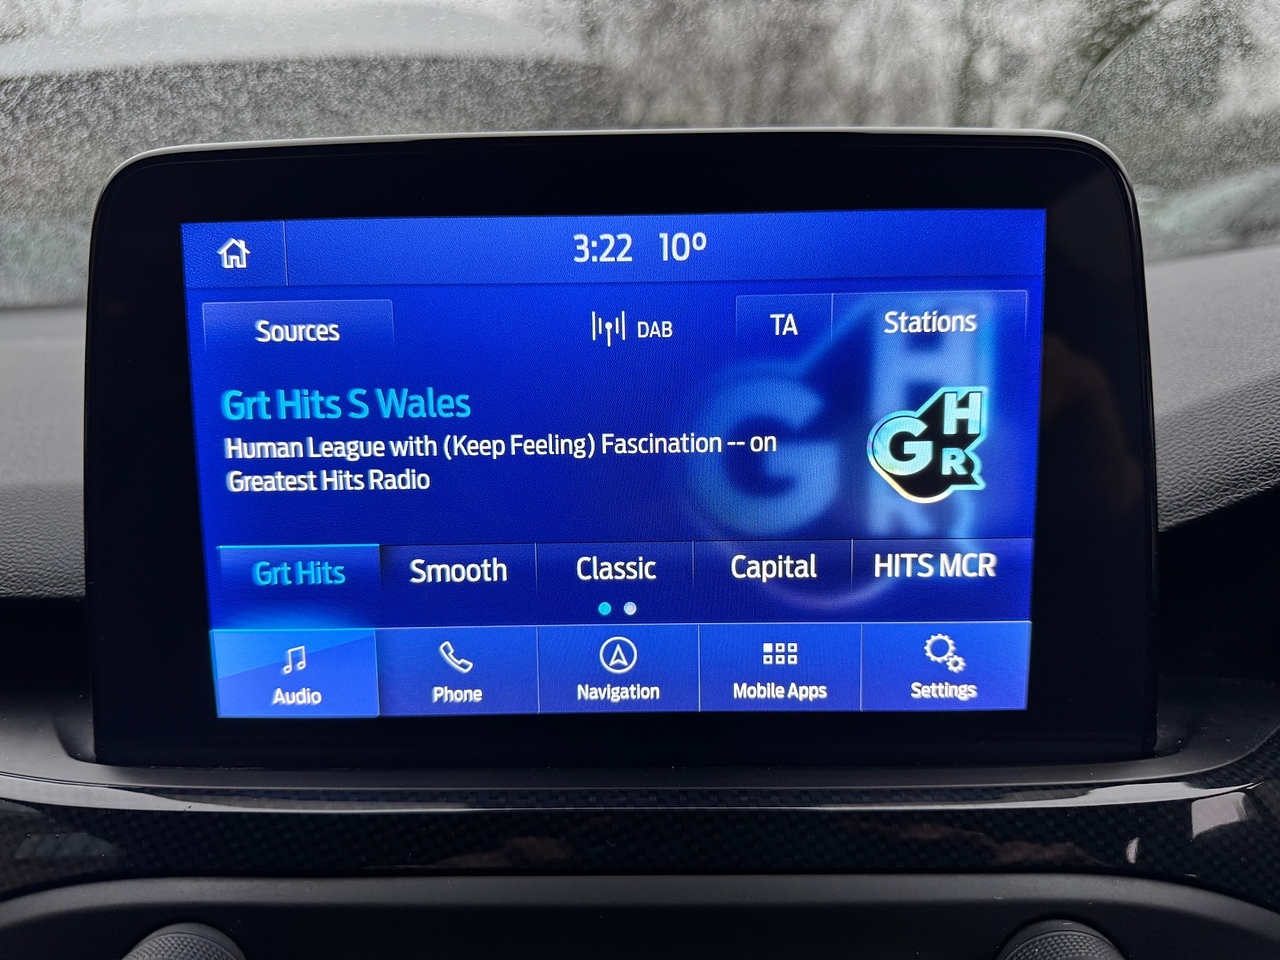 3:22 10º
Sources DAB TA Stations
Grt Hits S Wales
Human League with (Keep Feeling) Fascination -- on
Greatest Hits Radio
GHR
Grt Hits Smooth Classic Capital HITS MCR
Audio Phone Navigation Mobile Apps Settings